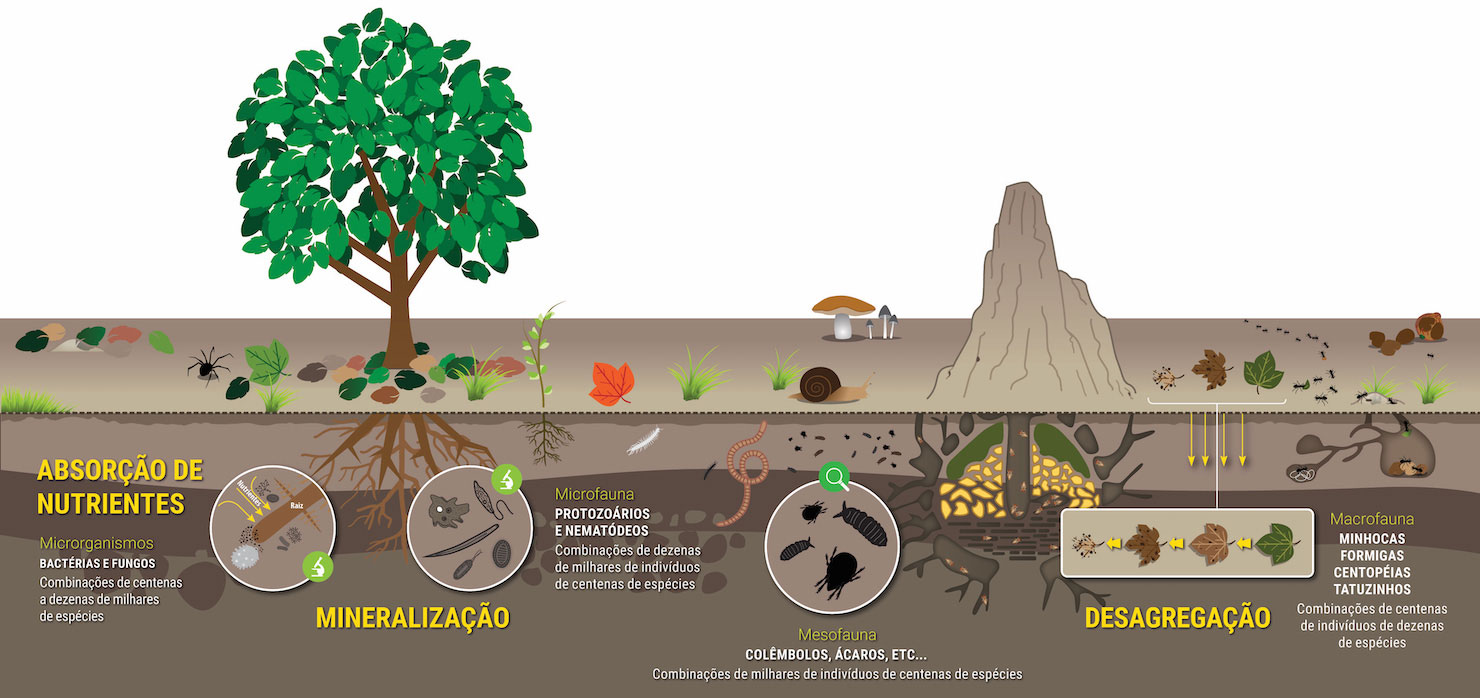 ABSORÇÃO DE
NUTRIENTES
Microrganismos
BACTÉRIAS E FUNGOS
Combinações de centenas
a dezenas de milhares
de espécies
Nutrientes
Raiz
MINERALIZAÇÃO
Microfauna
PROTOZOÁRIOS
E NEMATÓDEOS
Combinações de dezenas
de milhares de indivíduos
de centenas de espécies
Mesofauna
COLÊMBOLOS, ÁCAROS, ETC...
Combinações de milhares de indivíduos de centenas de espécies
DESAGREGAÇÃO
Macrofauna
MINHOCAS
FORMIGAS
CENTOPÉIAS
TATUZINHOS
Combinações de centenas
de indivíduos de dezenas
de espécies